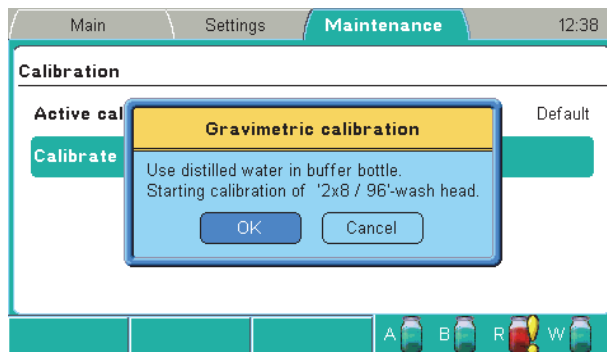 Main Settings Maintenance 12:38
Calibration
Active cal Default
Calibrate
Gravimetric calibration
Use distilled water in buffer bottle.
Starting calibration of '2x8 / 96'-wash head.
OK Cancel
A B R W